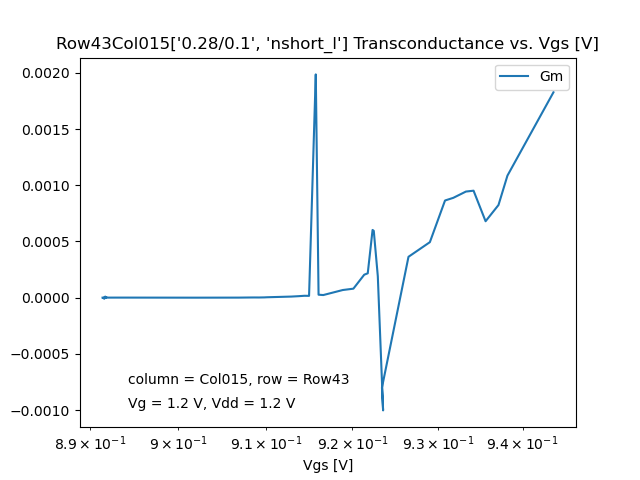 Row43Col015['0.28/0.1', 'nshort_l'] Transconductance vs. Vgs [V]
Gm
0.0020
0.0015
0.0010
0.0005
0.0000
−0.0005
−0.0010
column = Col015, row = Row43
Vg = 1.2 V, Vdd = 1.2 V
8.9 × 10⁻¹ 9 × 10⁻¹ 9.1 × 10⁻¹ 9.2 × 10⁻¹ 9.3 × 10⁻¹ 9.4 × 10⁻¹
Vgs [V]